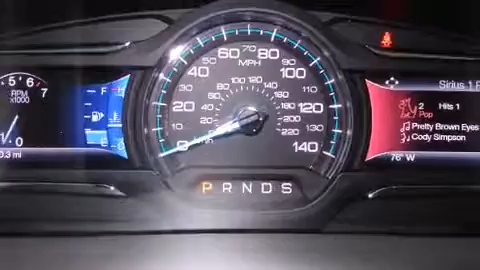 5 6 7
RPM
x1000
0
0.3 mi
F H
MPH
0 10 20 30 40 50 60 70 80 90 100 110 120 130 140
20 40 60 80 100 120 140 160 180 200 220
P R N D S
Sirius 1 F
2 Hits 1
Pop
Pretty Brown Eyes
Cody Simpson
76° W